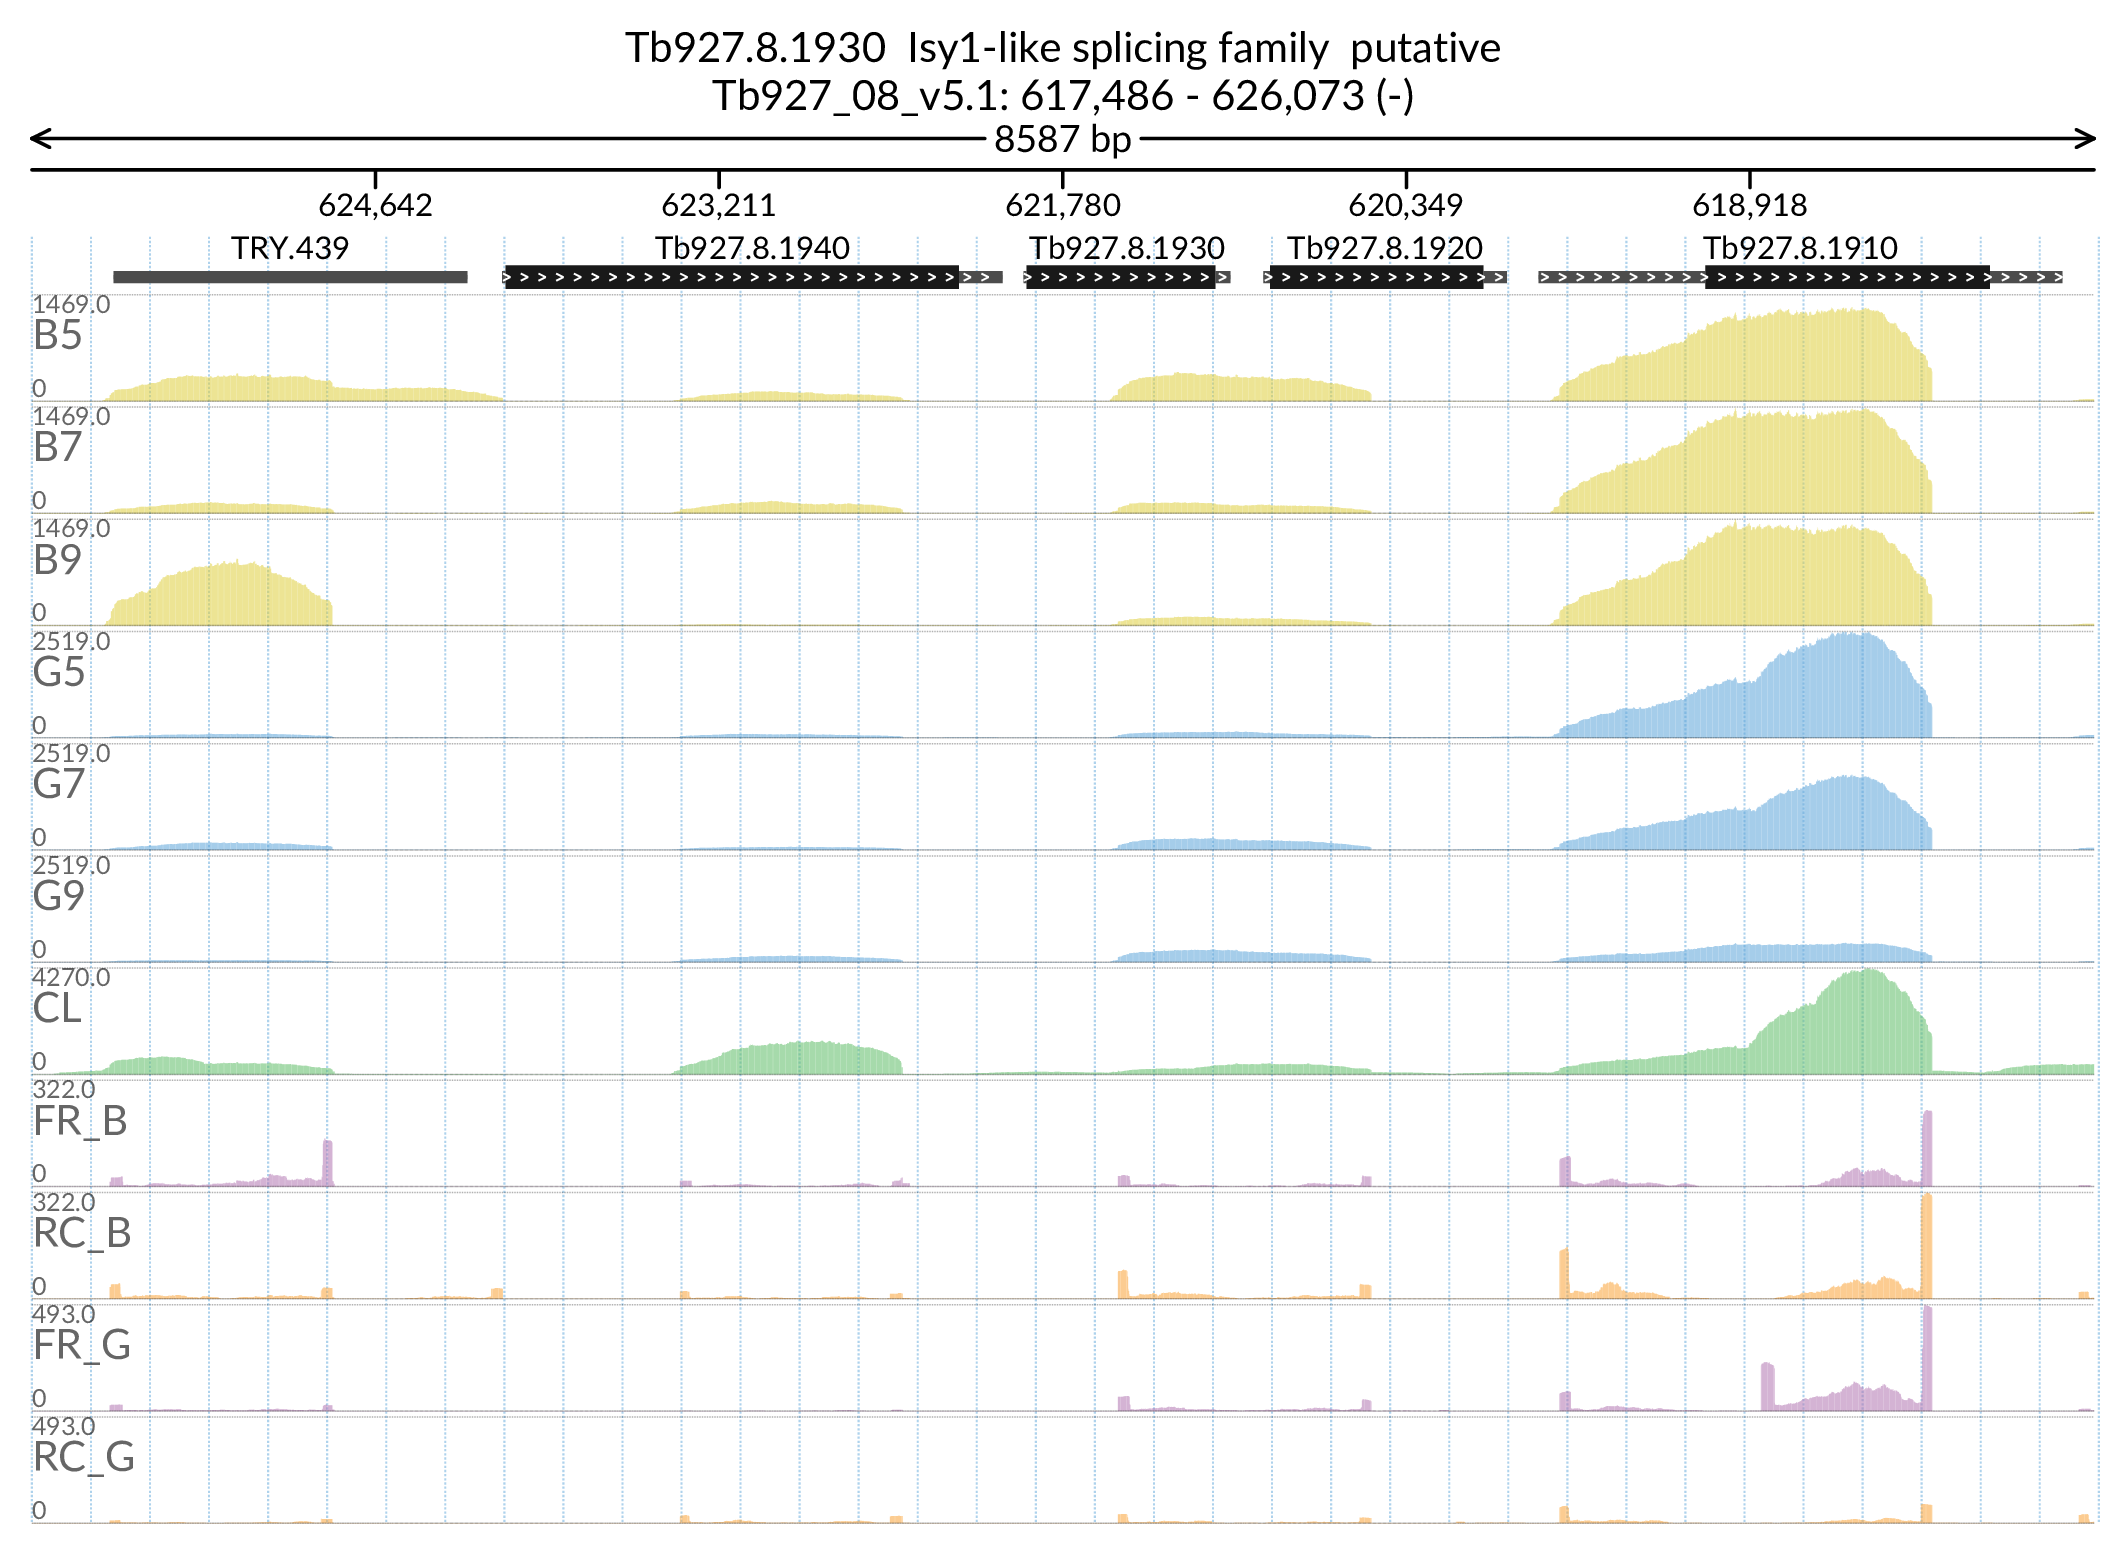 Tb927.8.1930  Isy1-like splicing family  putative
Tb927_08_v5.1: 617,486 - 626,073 (-)
8587 bp
624,642 623,211 621,780 620,349 618,918
TRY.439 Tb927.8.1940 Tb927.8.1930 Tb927.8.1920 Tb927.8.1910
1469.0
B5
0
1469.0
B7
0
1469.0
B9
0
2519.0
G5
0
2519.0
G7
0
2519.0
G9
0
4270.0
CL
0
322.0
FR_B
0
322.0
RC_B
0
493.0
FR_G
0
493.0
RC_G
0